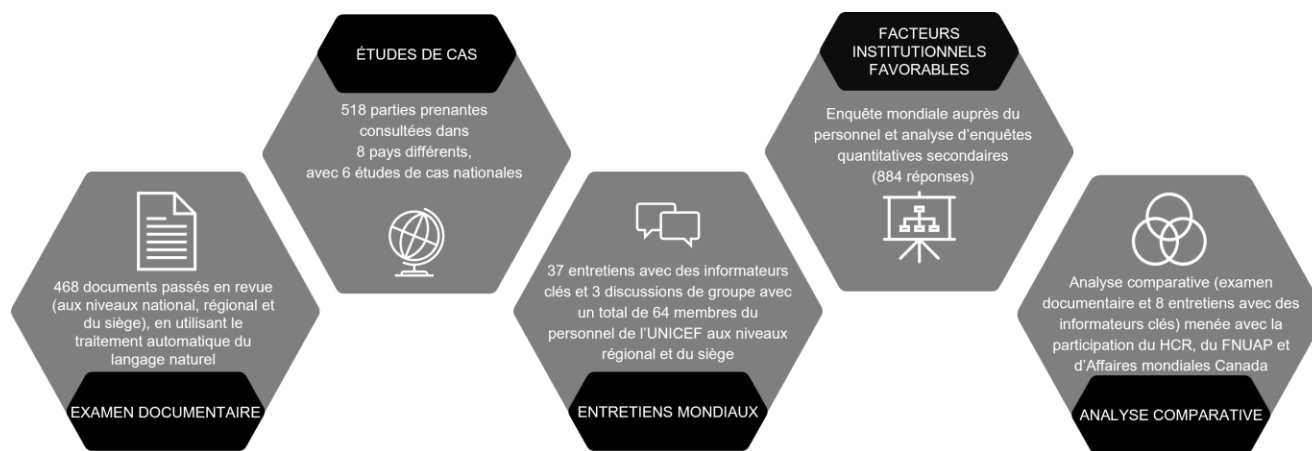 468 documents passés en revue
(aux niveaux national, régional et
du siège), en utilisant le
traitement automatique du
langage naturel
EXAMEN DOCUMENTAIRE
ÉTUDES DE CAS
518 parties prenantes
consultées dans
8 pays différents,
avec 6 études de cas nationales
37 entretiens avec des informateurs
clés et 3 discussions de groupe avec
un total de 64 membres du
personnel de l'UNICEF aux niveaux
régional et du siège
ENTRETIENS MONDIAUX
FACTEURS
INSTITUTIONNELS
FAVORABLES
Enquête mondiale auprès du
personnel et analyse d'enquêtes
quantitatives secondaires
(884 réponses)
Analyse comparative (examen
documentaire et 8 entretiens avec des
informateurs clés) menée avec la
participation du HCR, du FNUAP et
d'Affaires mondiales Canada
ANALYSE COMPARATIVE